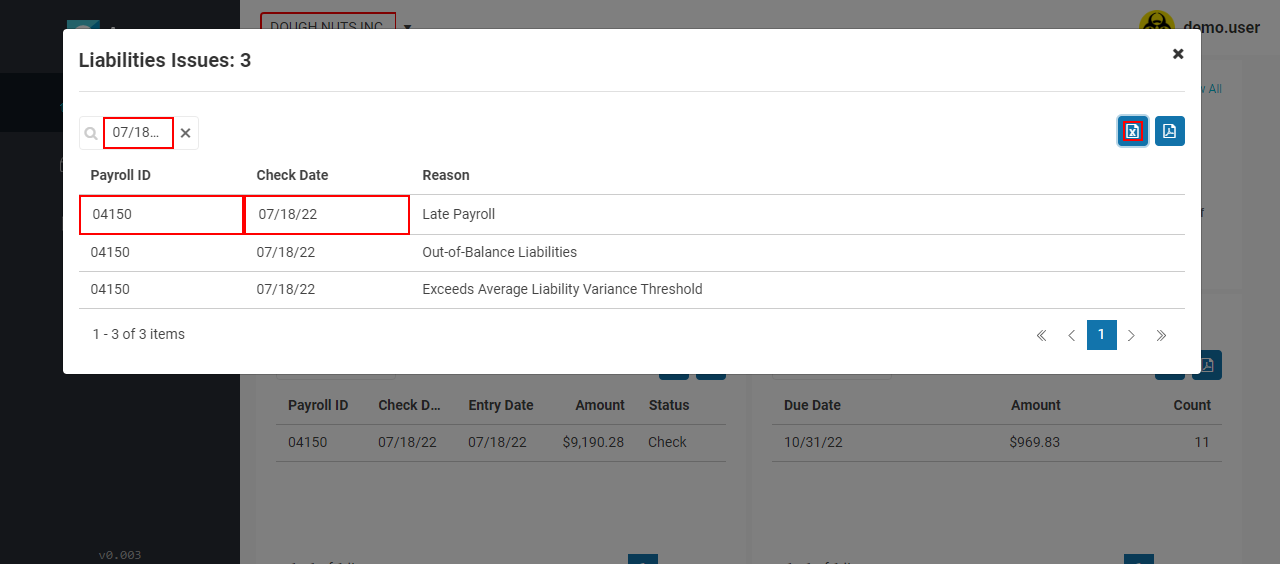 DOUGH NUTS INC
demo.user
Liabilities Issues: 3
All
07/18...
Payroll ID Check Date Reason
04150 07/18/22 Late Payroll
04150 07/18/22 Out-of-Balance Liabilities
04150 07/18/22 Exceeds Average Liability Variance Threshold
1 - 3 of 3 items
1
Payroll ID Check D... Entry Date Amount Status
04150 07/18/22 07/18/22 $9,190.28 Check
Due Date Amount Count
10/31/22 $969.83 11
v0.003